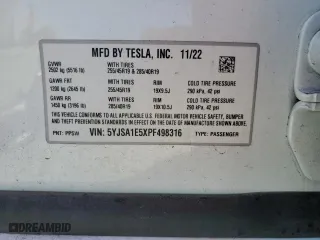 MFD BY TESLA, INC. 11/22
GVWR WITH TIRES
2502 kg (5516 lb) 255/45R19 & 285/40R19
GAWR FRT WITH TIRES RIMS COLD TIRE PRESSURE
1200 kg (2645 lb) 255/45R19 19X9.5J 290 kPa, 42 psi
GAWR RR WITH TIRES RIMS COLD TIRE PRESSURE
1450 kg (3196 lb) 285/40R19 19X10.5J 290 kPa, 42 psi
THIS VEHICLE CONFORMS TO ALL APPLICABLE U.S.
FEDERAL MOTOR VEHICLE SAFETY, BUMPER, AND THEFT PREVENTION STANDARDS
IN EFFECT ON THE DATE OF MANUFACTURE SHOWN ABOVE.
PNT: PPSW VIN: 5YJSA1E5XPF498316 TYPE: PASSENGER